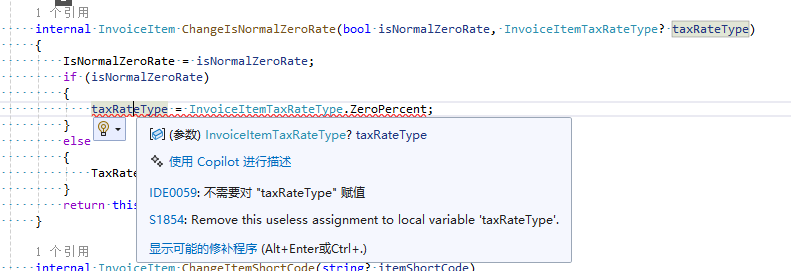 1 个引用
internal InvoiceItem ChangeIsNormalZeroRate(bool isNormalZeroRate, InvoiceItemTaxRateType? taxRateType)
{
IsNormalZeroRate = isNormalZeroRate;
if (isNormalZeroRate)
{
taxRateType = InvoiceItemTaxRateType.ZeroPercent;
}
else
{
TaxRate
}
return this
}
(参数) InvoiceItemTaxRateType? taxRateType
使用 Copilot 进行描述
IDE0059: 不需要对 "taxRateType" 赋值
S1854: Remove this useless assignment to local variable 'taxRateType'.
显示可能的修补程序 (Alt+Enter或Ctrl+.)
1 个引用
internal InvoiceItem ChangeItemShortCode(string? itemShortCode)